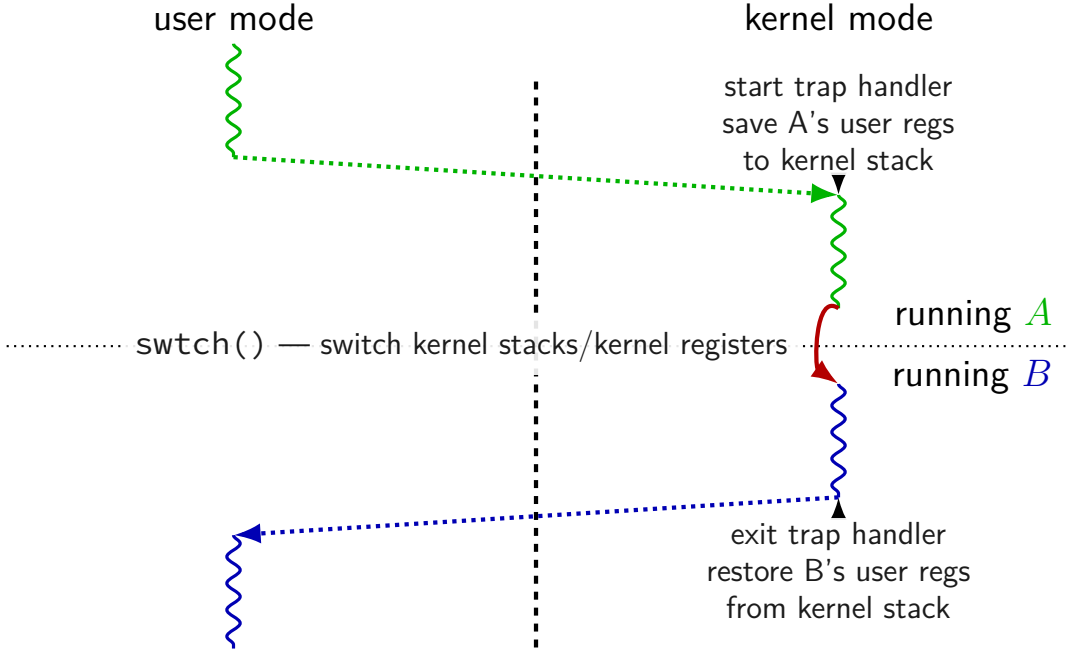 user mode
kernel mode
start trap handler
save A's user regs
to kernel stack
running A
swtch() — switch kernel stacks/kernel registers
running B
exit trap handler
restore B's user regs
from kernel stack